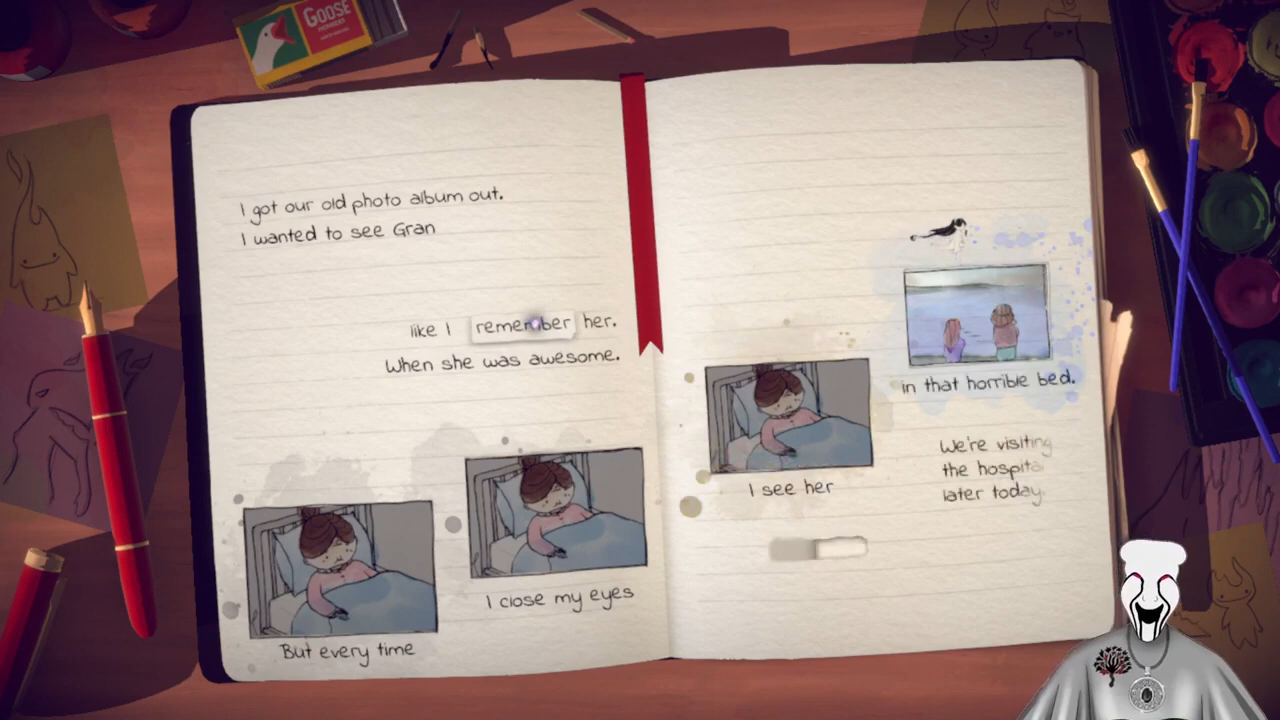 GOOSE
I got our old photo album out.
I wanted to see Gran
like I remember her.
When she was awesome.
But every time
I close my eyes
I see her
in that horrible bed.
We're visiting
the hospital
later today.